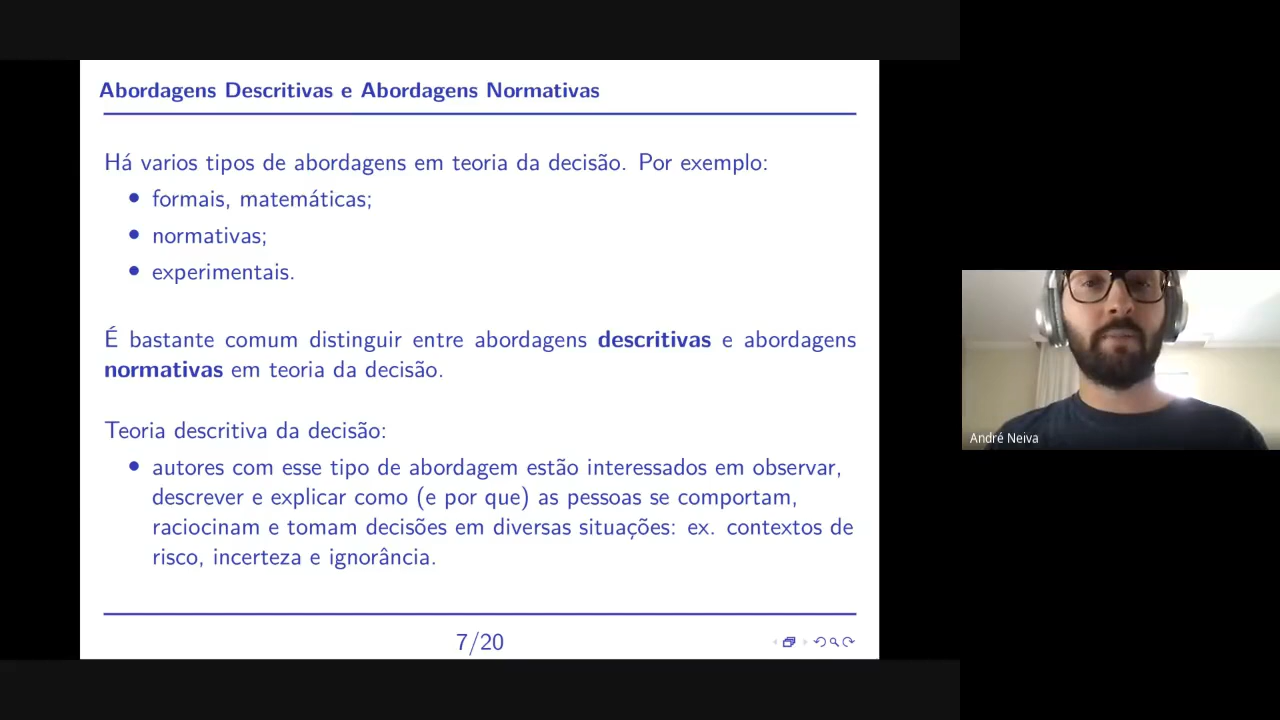 Abordagens Descritivas e Abordagens Normativas
Há varios tipos de abordagens em teoria da decisão. Por exemplo:
• formais, matemáticas;
• normativas;
• experimentais.
É bastante comum distinguir entre abordagens descritivas e abordagens
normativas em teoria da decisão.
Teoria descritiva da decisão:
• autores com esse tipo de abordagem estão interessados em observar,
descrever e explicar como (e por que) as pessoas se comportam,
raciocinam e tomam decisões em diversas situações: ex. contextos de
risco, incerteza e ignorância.
7/20
André Neiva